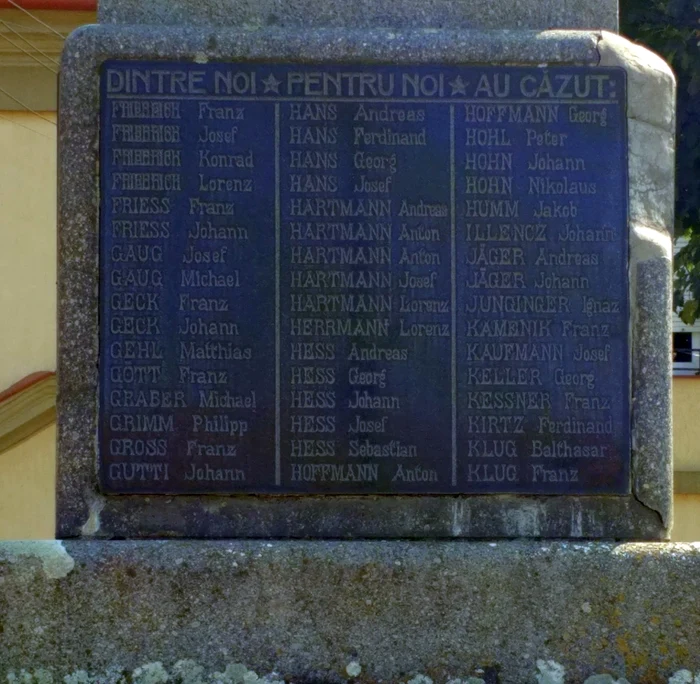 DINTRE NOI ★ PENTRU NOI ★ AU CĂZUT:
FRIEDRICH Franz
FRIEDRICH Josef
FRIEDRICH Konrad
FRIEDRICH Lorenz
FRIESS Franz
FRIESS Johann
GAUG Josef
GAUG Michael
GECK Franz
GECK Johann
GEHL Matthias
GOTT Franz
GRABER Michael
GRIMM Philipp
GROSS Franz
GUTTI Johann
HANS Andreas
HANS Ferdinand
HANS Georg
HANS Josef
HARTMANN Andreas
HARTMANN Anton
HARTMANN Anton
HARTMANN Josef
HARTMANN Lorenz
HERRMANN Lorenz
HESS Andreas
HESS Georg
HESS Johann
HESS Josef
HESS Sebastian
HOFFMANN Anton
HOFFMANN Georg
HOHL Peter
HOHN Johann
HOHN Nikolaus
HUMM Jakob
ILLENCZ Johann
JÄGER Andreas
JÄGER Johann
JUNGINGER Ignaz
KAMENIK Franz
KAUFMANN Josef
KELLER Georg
KESSNER Franz
KIRTZ Ferdinand
KLUG Balthasar
KLUG Franz